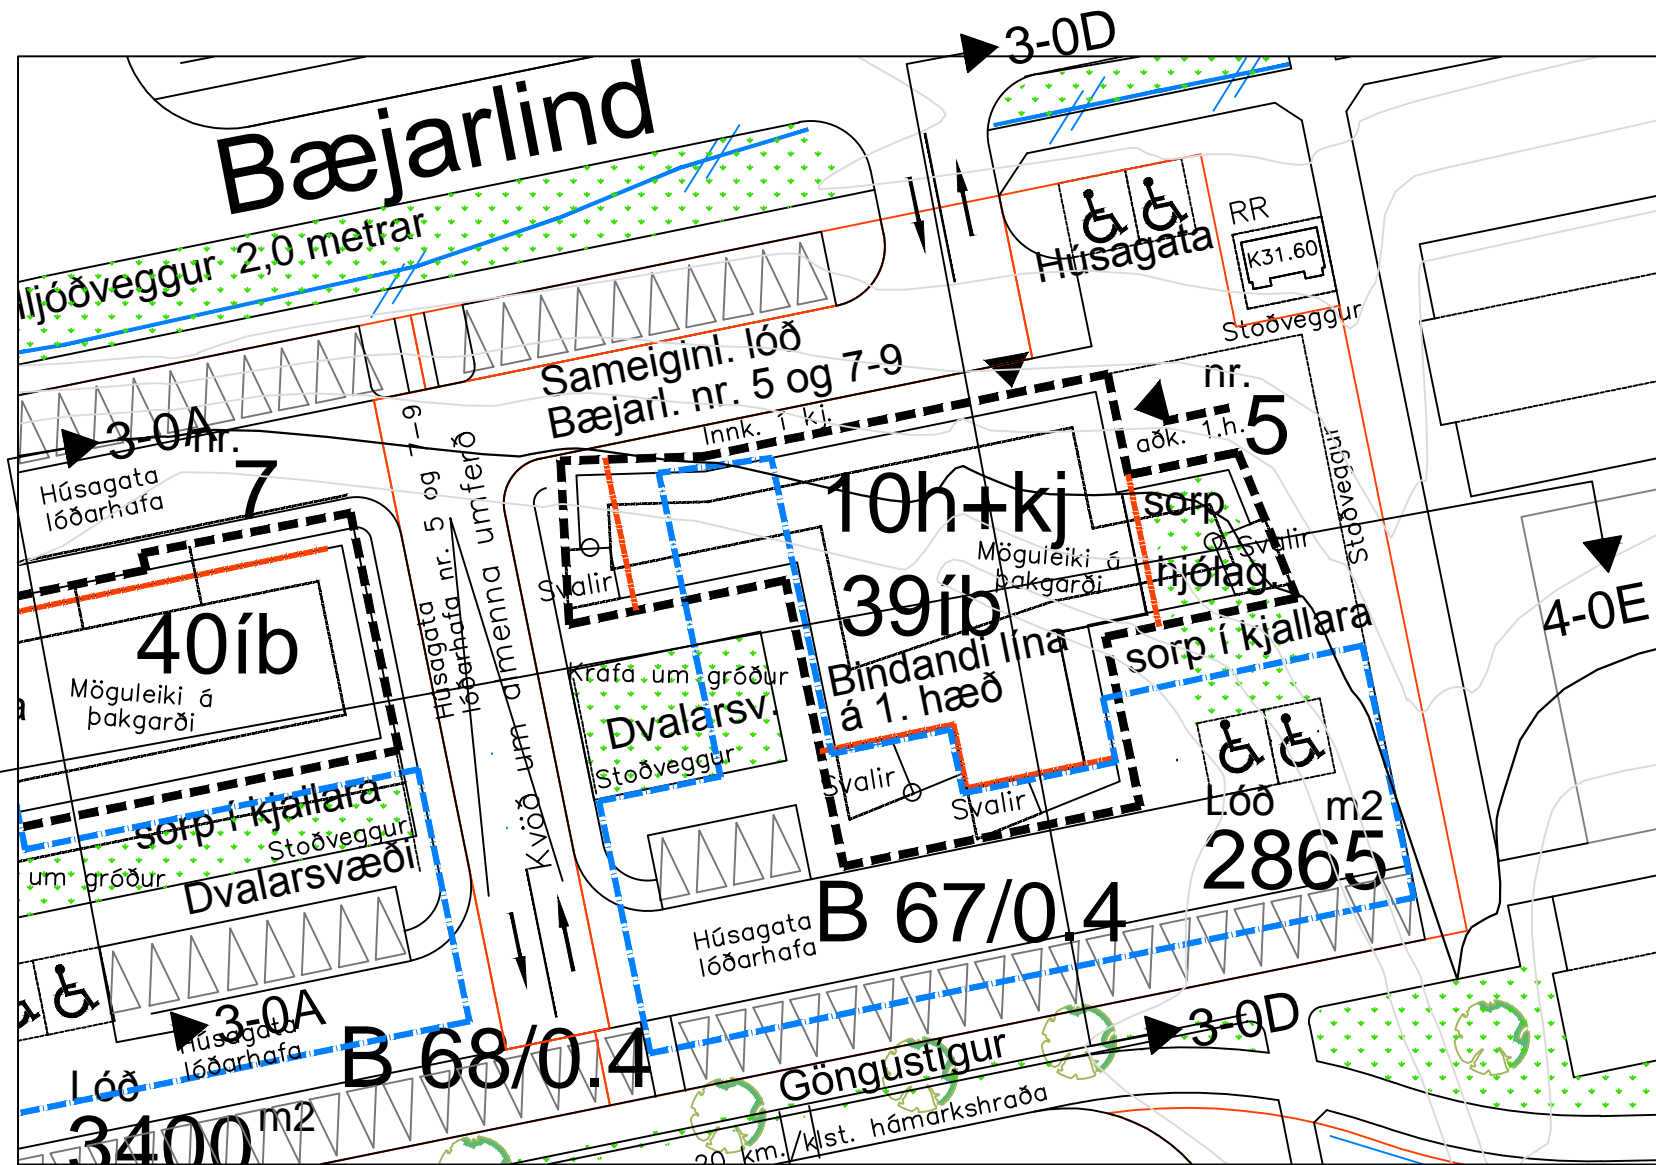 3-0D
Bæjarlind
Hljóðveggur 2,0 metrar
RR
K31.60
Húsagata
Stoðveggur
Sameiginl. lóð
Bæjarl. nr. 5 og 7-9
Innk. í kj.
nr.
5
aðk. 1.h.
Stoðveggur
3-0A
nr.
7
Húsagata
lóðarhafa
Húsagata
lóðarhafa nr. 5 og 7-9
Kvöð um almenna umferð
10h+kj
39íb
Möguleiki á
þakgarði
sorp
Svalir
hjólag.
sorp í kjallara
4-0E
Svalir
40íb
Möguleiki á
þakgarði
Krafa um gróður
Dvalarsv.
Stoðveggur
Bindandi lína
á 1. hæð
Svalir
Svalir
Lóð m2
2865
sorp í kjallara
Stoðveggur
um gróður
Dvalarsvæði
Húsagata
lóðarhafa
B 67/0.4
3-0A
Húsagata
lóðarhafa
B 68/0.4
Lóð
3400 m2
3-0D
Göngustígur
20 km./klst. hámarkshraða